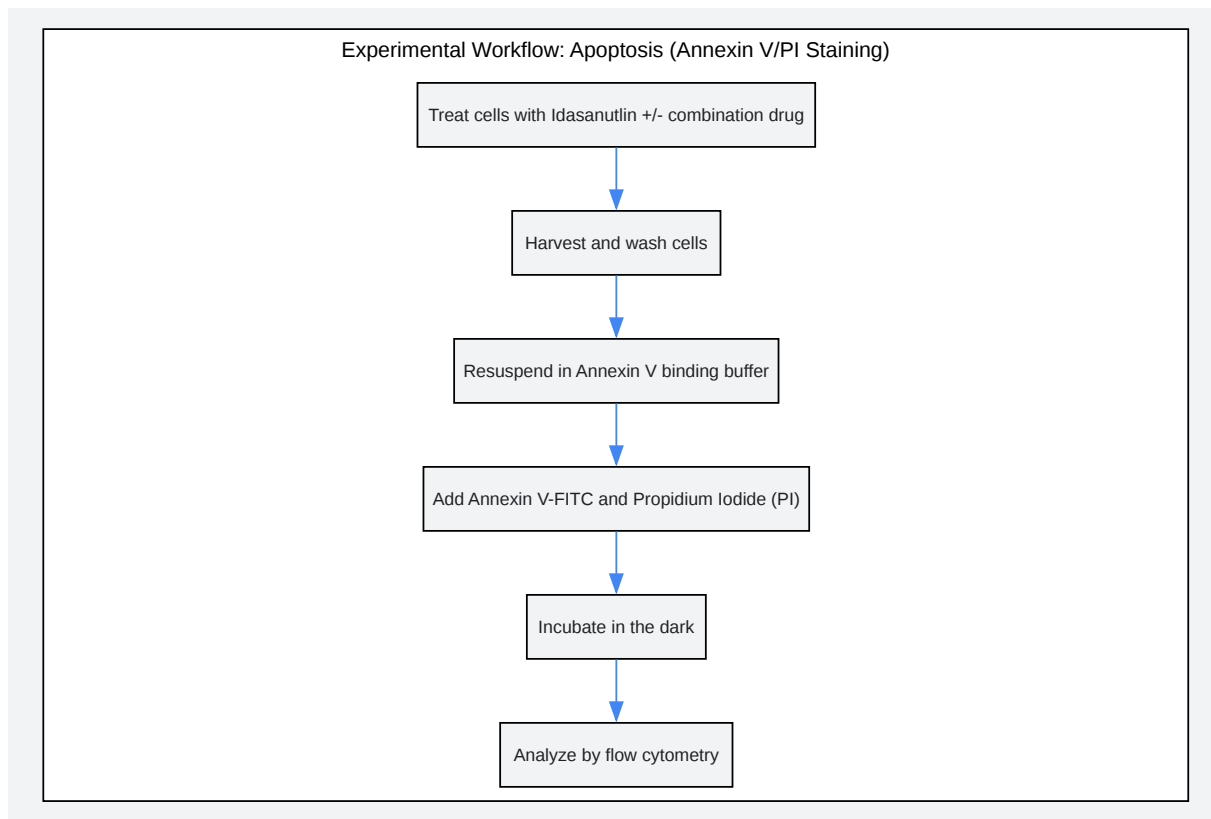 Experimental Workflow: Apoptosis (Annexin V/PI Staining)
Treat cells with Idasanutlin +/- combination drug
Harvest and wash cells
Resuspend in Annexin V binding buffer
Add Annexin V-FITC and Propidium Iodide (PI)
Incubate in the dark
Analyze by flow cytometry